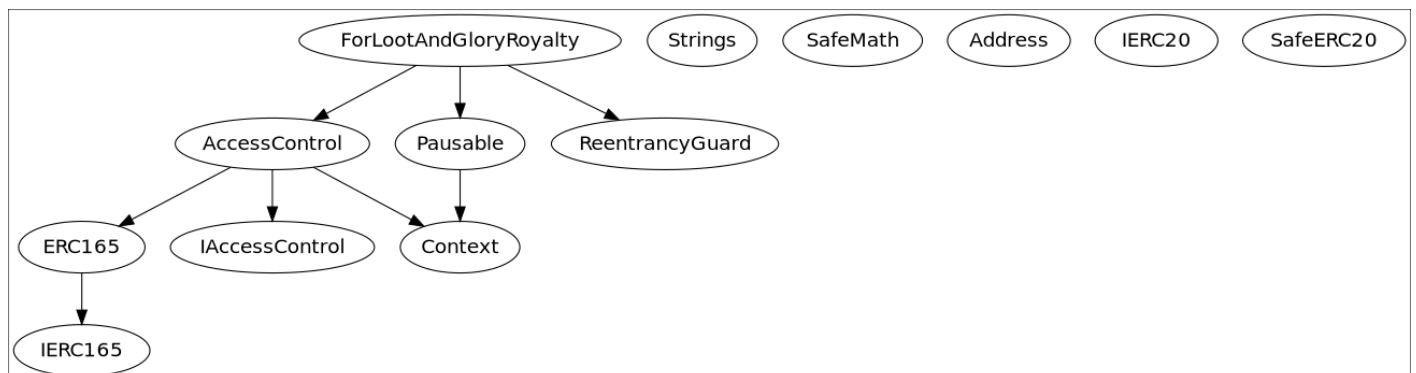 ForLootAndGloryRoyalty Strings SafeMath Address IERC20 SafeERC20
AccessControl Pausable ReentrancyGuard
ERC165 IAccessControl Context
IERC165